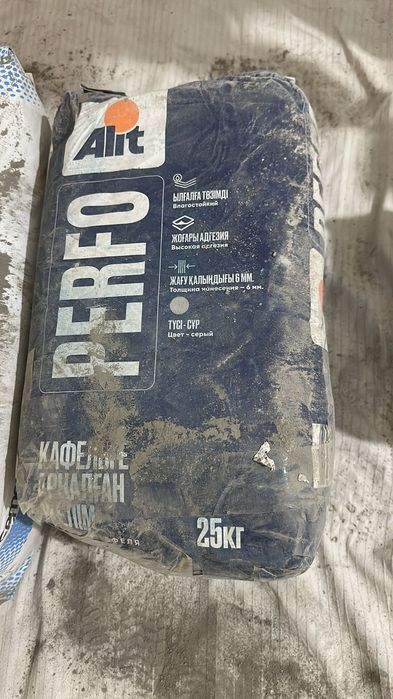 Alit
PERFO
ЫЛҒАЛҒА ТӨЗІМДІ
Влагостойкий
ЖОҒАРЫ АДГЕЗИЯ
Высокая адгезия
ЖАҒУ ҚАЛЫҢДЫҒЫ 6 ММ.
Толщина нанесения – 6 мм.
ТҮСІ - СҰР
Цвет - серый
25КГ